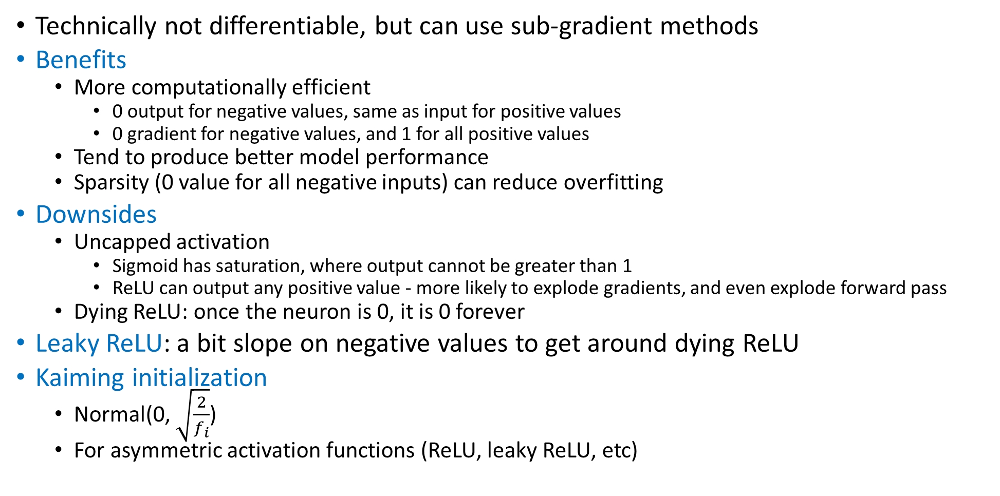 • Technically not differentiable, but can use sub-gradient methods
• Benefits
• More computationally efficient
• 0 output for negative values, same as input for positive values
• 0 gradient for negative values, and 1 for all positive values
• Tend to produce better model performance
• Sparsity (0 value for all negative inputs) can reduce overfitting
• Downsides
• Uncapped activation
• Sigmoid has saturation, where output cannot be greater than 1
• ReLU can output any positive value - more likely to explode gradients, and even explode forward pass
• Dying ReLU: once the neuron is 0, it is 0 forever
• Leaky ReLU: a bit slope on negative values to get around dying ReLU
• Kaiming initialization
• Normal(0, √(2/f_i))
• For asymmetric activation functions (ReLU, leaky ReLU, etc)